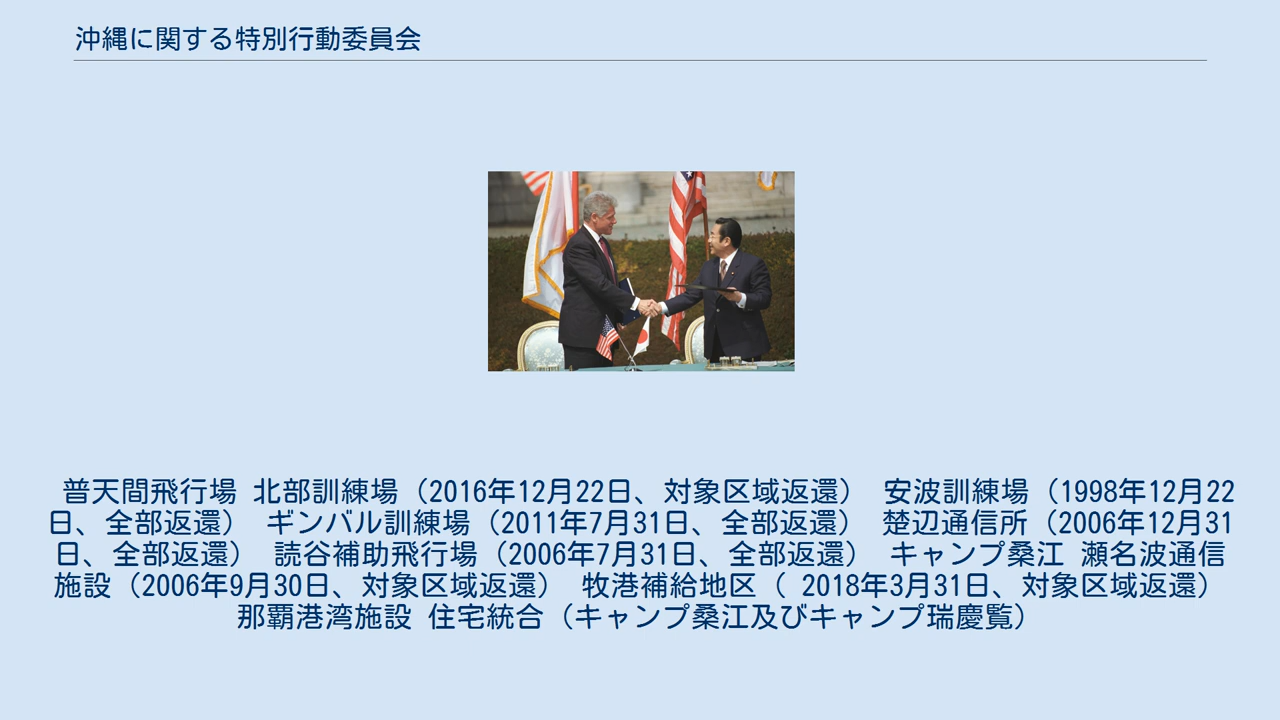 沖縄に関する特別行動委員会
普天間飛行場 北部訓練場（2016年12月22日、対象区域返還） 安波訓練場（1998年12月22
日、全部返還） ギンバル訓練場（2011年7月31日、全部返還） 楚辺通信所（2006年12月31
日、全部返還） 読谷補助飛行場（2006年7月31日、全部返還） キャンプ桑江 瀬名波通信
施設（2006年9月30日、対象区域返還） 牧港補給地区（ 2018年3月31日、対象区域返還）
那覇港湾施設 住宅統合（キャンプ桑江及びキャンプ瑞慶覧）